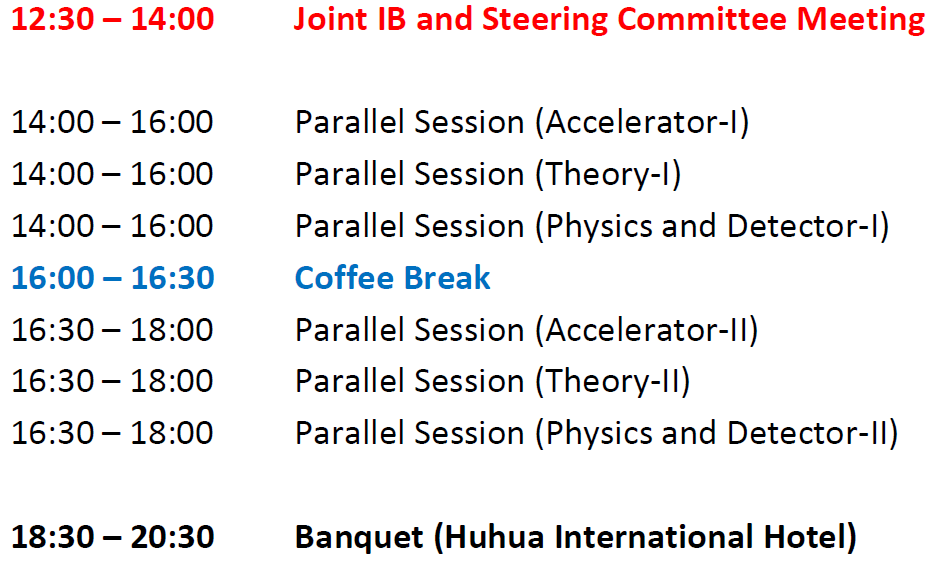 12:30 – 14:00 Joint IB and Steering Committee Meeting
14:00 – 16:00 Parallel Session (Accelerator-I)
14:00 – 16:00 Parallel Session (Theory-I)
14:00 – 16:00 Parallel Session (Physics and Detector-I)
16:00 – 16:30 Coffee Break
16:30 – 18:00 Parallel Session (Accelerator-II)
16:30 – 18:00 Parallel Session (Theory-II)
16:30 – 18:00 Parallel Session (Physics and Detector-II)
18:30 – 20:30 Banquet (Huhua International Hotel)